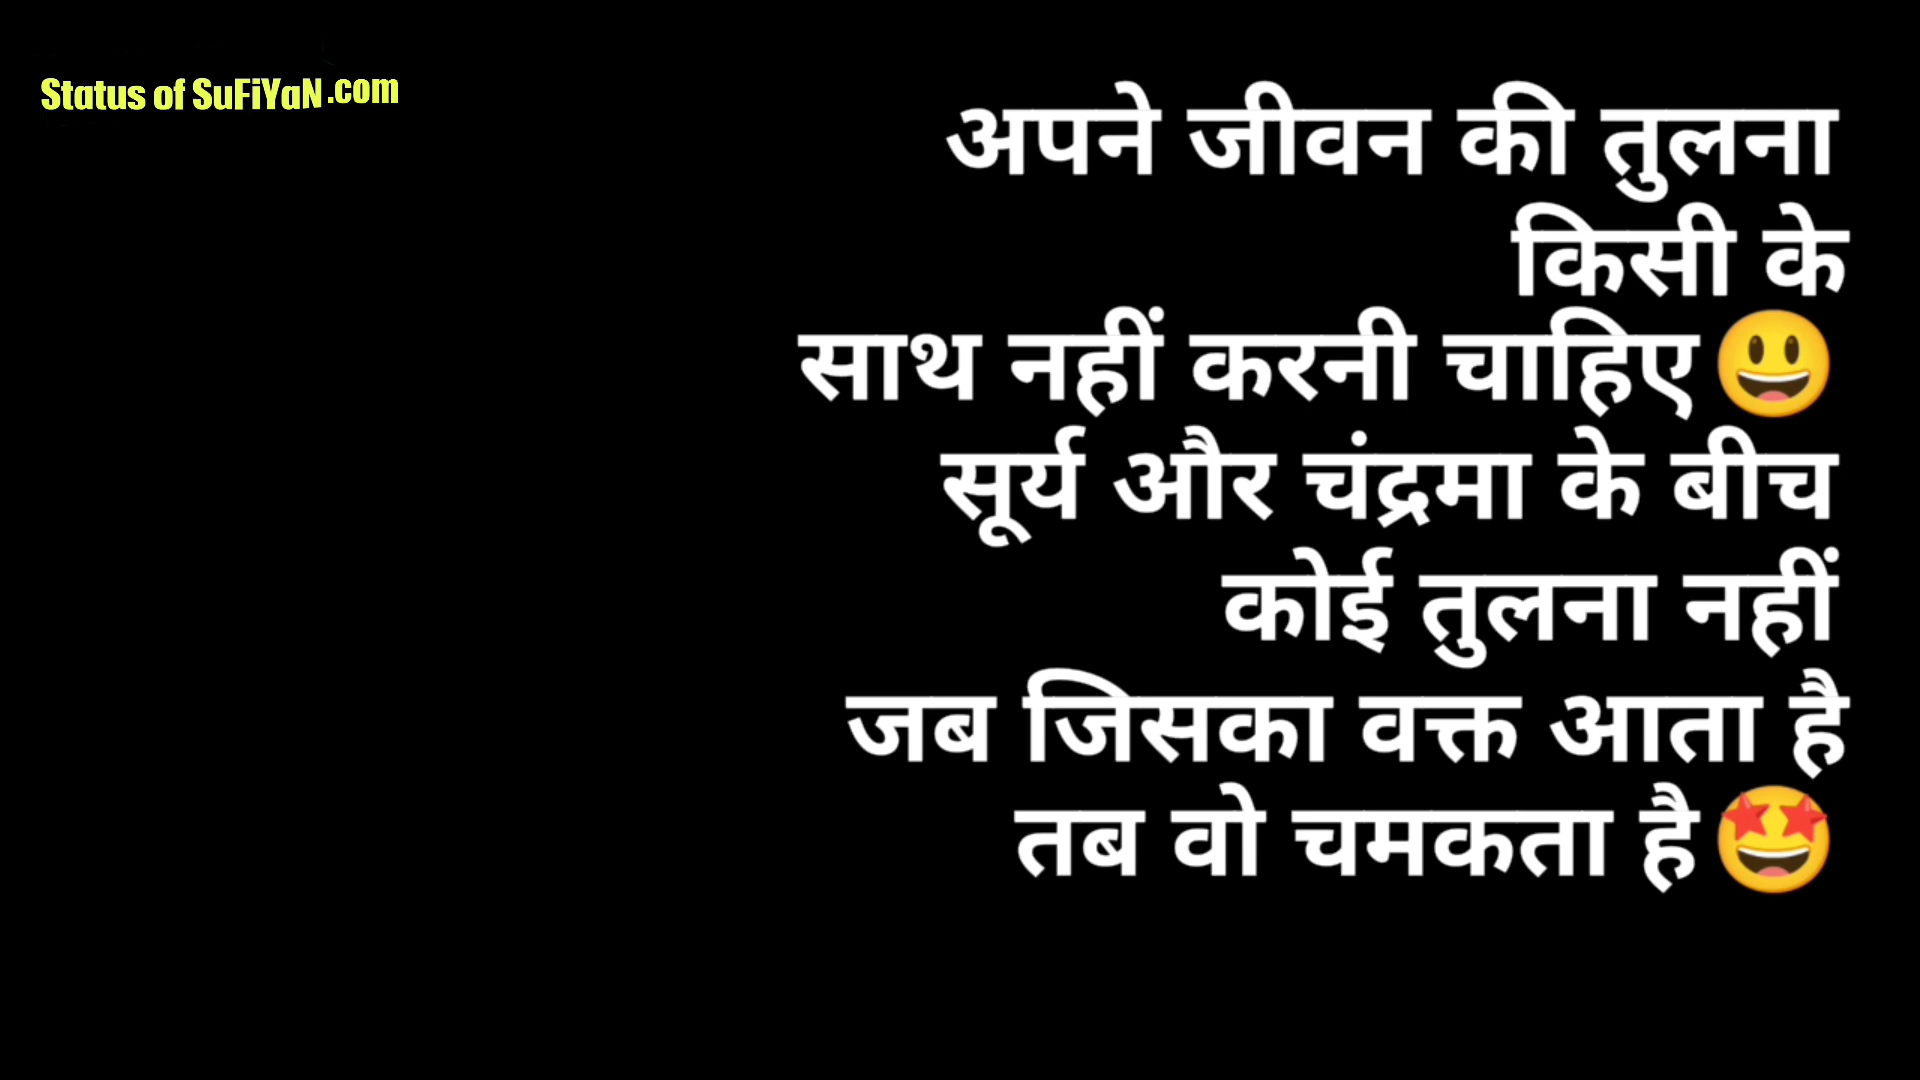 Status of SuFiYaN.com
अपने जीवन की तुलना
किसी के
साथ नहीं करनी चाहिए😃
सूर्य और चंद्रमा के बीच
कोई तुलना नहीं
जब जिसका वक्त आता है
तब वो चमकता है🤩